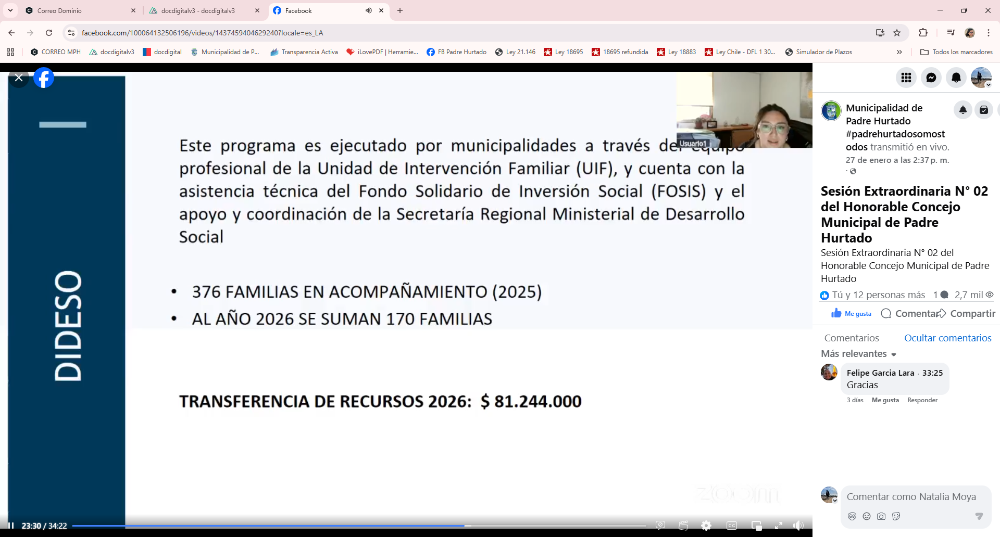 Correo Dominio
docdigitalv3 - docdigitalv3
Facebook
facebook.com/100064132506196/videos/1437459404629240?locale=es_LA
CORREO MPH
docdigitalv3
docdigital
Municipalidad de P...
Transparencia Activa
iLovePDF | Herramie...
FB Padre Hurtado
Ley 21.146
Ley 18695
18695 refundida
Ley 18883
Ley Chile - DFL 1 30...
Simulador de Plazos
Todos los marcadores
DIDESO
Usuario1
Este programa es ejecutado por municipalidades a través del equipo
profesional de la Unidad de Intervención Familiar (UIF), y cuenta con la
asistencia técnica del Fondo Solidario de Inversión Social (FOSIS) y el
apoyo y coordinación de la Secretaría Regional Ministerial de Desarrollo
Social
• 376 FAMILIAS EN ACOMPAÑAMIENTO (2025)
• AL AÑO 2026 SE SUMAN 170 FAMILIAS
TRANSFERENCIA DE RECURSOS 2026: $ 81.244.000
zoom
23:30 / 34:22
CC
Municipalidad de
Padre Hurtado
#padrehurtadosomost
odos transmitió en vivo.
27 de enero a las 2:37 p. m.
·
Sesión Extraordinaria N° 02
del Honorable Concejo
Municipal de Padre
Hurtado
Sesión Extraordinaria N° 02 del
Honorable Concejo Municipal de Padre
Hurtado
Tú y 12 personas más 1 2,7 mil
Me gusta Comentar Compartir
Comentarios Ocultar comentarios
Más relevantes
Felipe Garcia Lara · 33:25
Gracias
3 días Me gusta Responder
Comentar como Natalia Moya